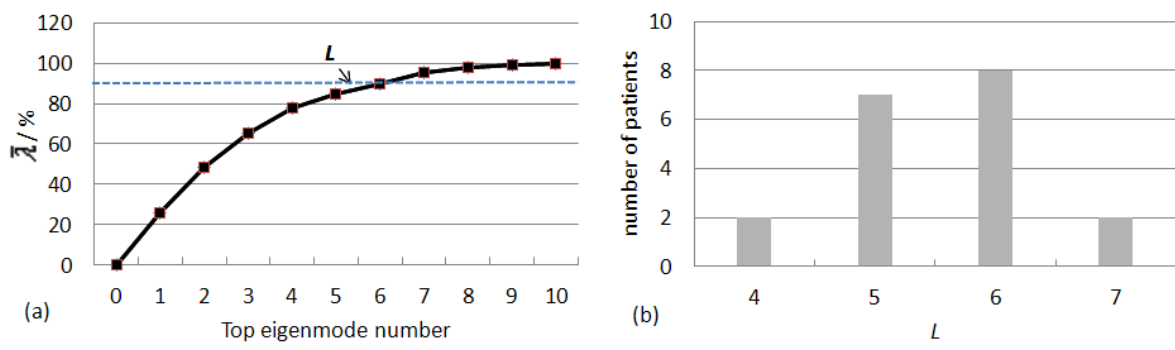 120
100
80
60
40
20
0
L
λ̄ / %
0 1 2 3 4 5 6 7 8 9 10
Top eigenmode number
(a)
10
8
6
4
2
0
number of patients
4 5 6 7
L
(b)